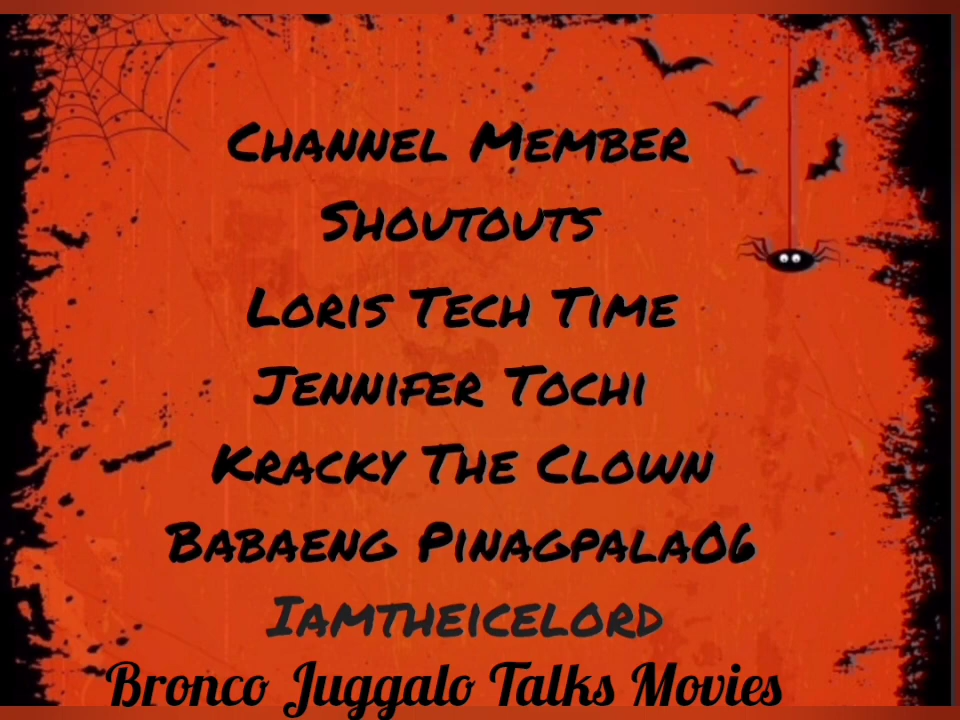 Channel Member
Shoutouts
Loris Tech Time
Jennifer Tochi
Kracky The Clown
Babaeng Pinagpala06
Iamtheicelord
Bronco Juggalo Talks Movies